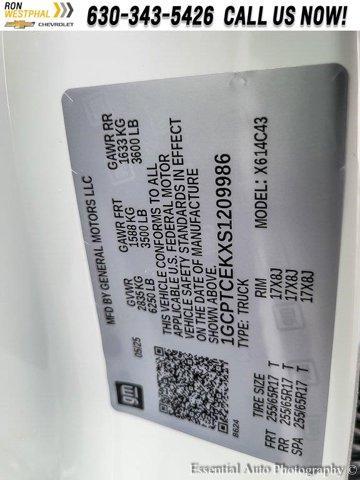 RON
WESTPHAL
CHEVROLET
630-343-5426 CALL US NOW!
MFD BY GENERAL MOTORS LLC
05/25
GVWR
2835 KG
6250 LB
GAWR FRT
1588 KG
3500 LB
GAWR RR
1633 KG
3600 LB
THIS VEHICLE CONFORMS TO ALL
APPLICABLE U.S. FEDERAL MOTOR
VEHICLE SAFETY STANDARDS IN EFFECT
ON THE DATE OF MANUFACTURE
SHOWN ABOVE.
1GCPTCEKXS1209986
TYPE: TRUCK
MODEL: X614C43
gm
B624
TIRE SIZE
RIM
FRT 255/65R17 T 17X8J
RR 255/65R17 T 17X8J
SPA 255/65R17 T 17X8J
Essential Auto Photography ©